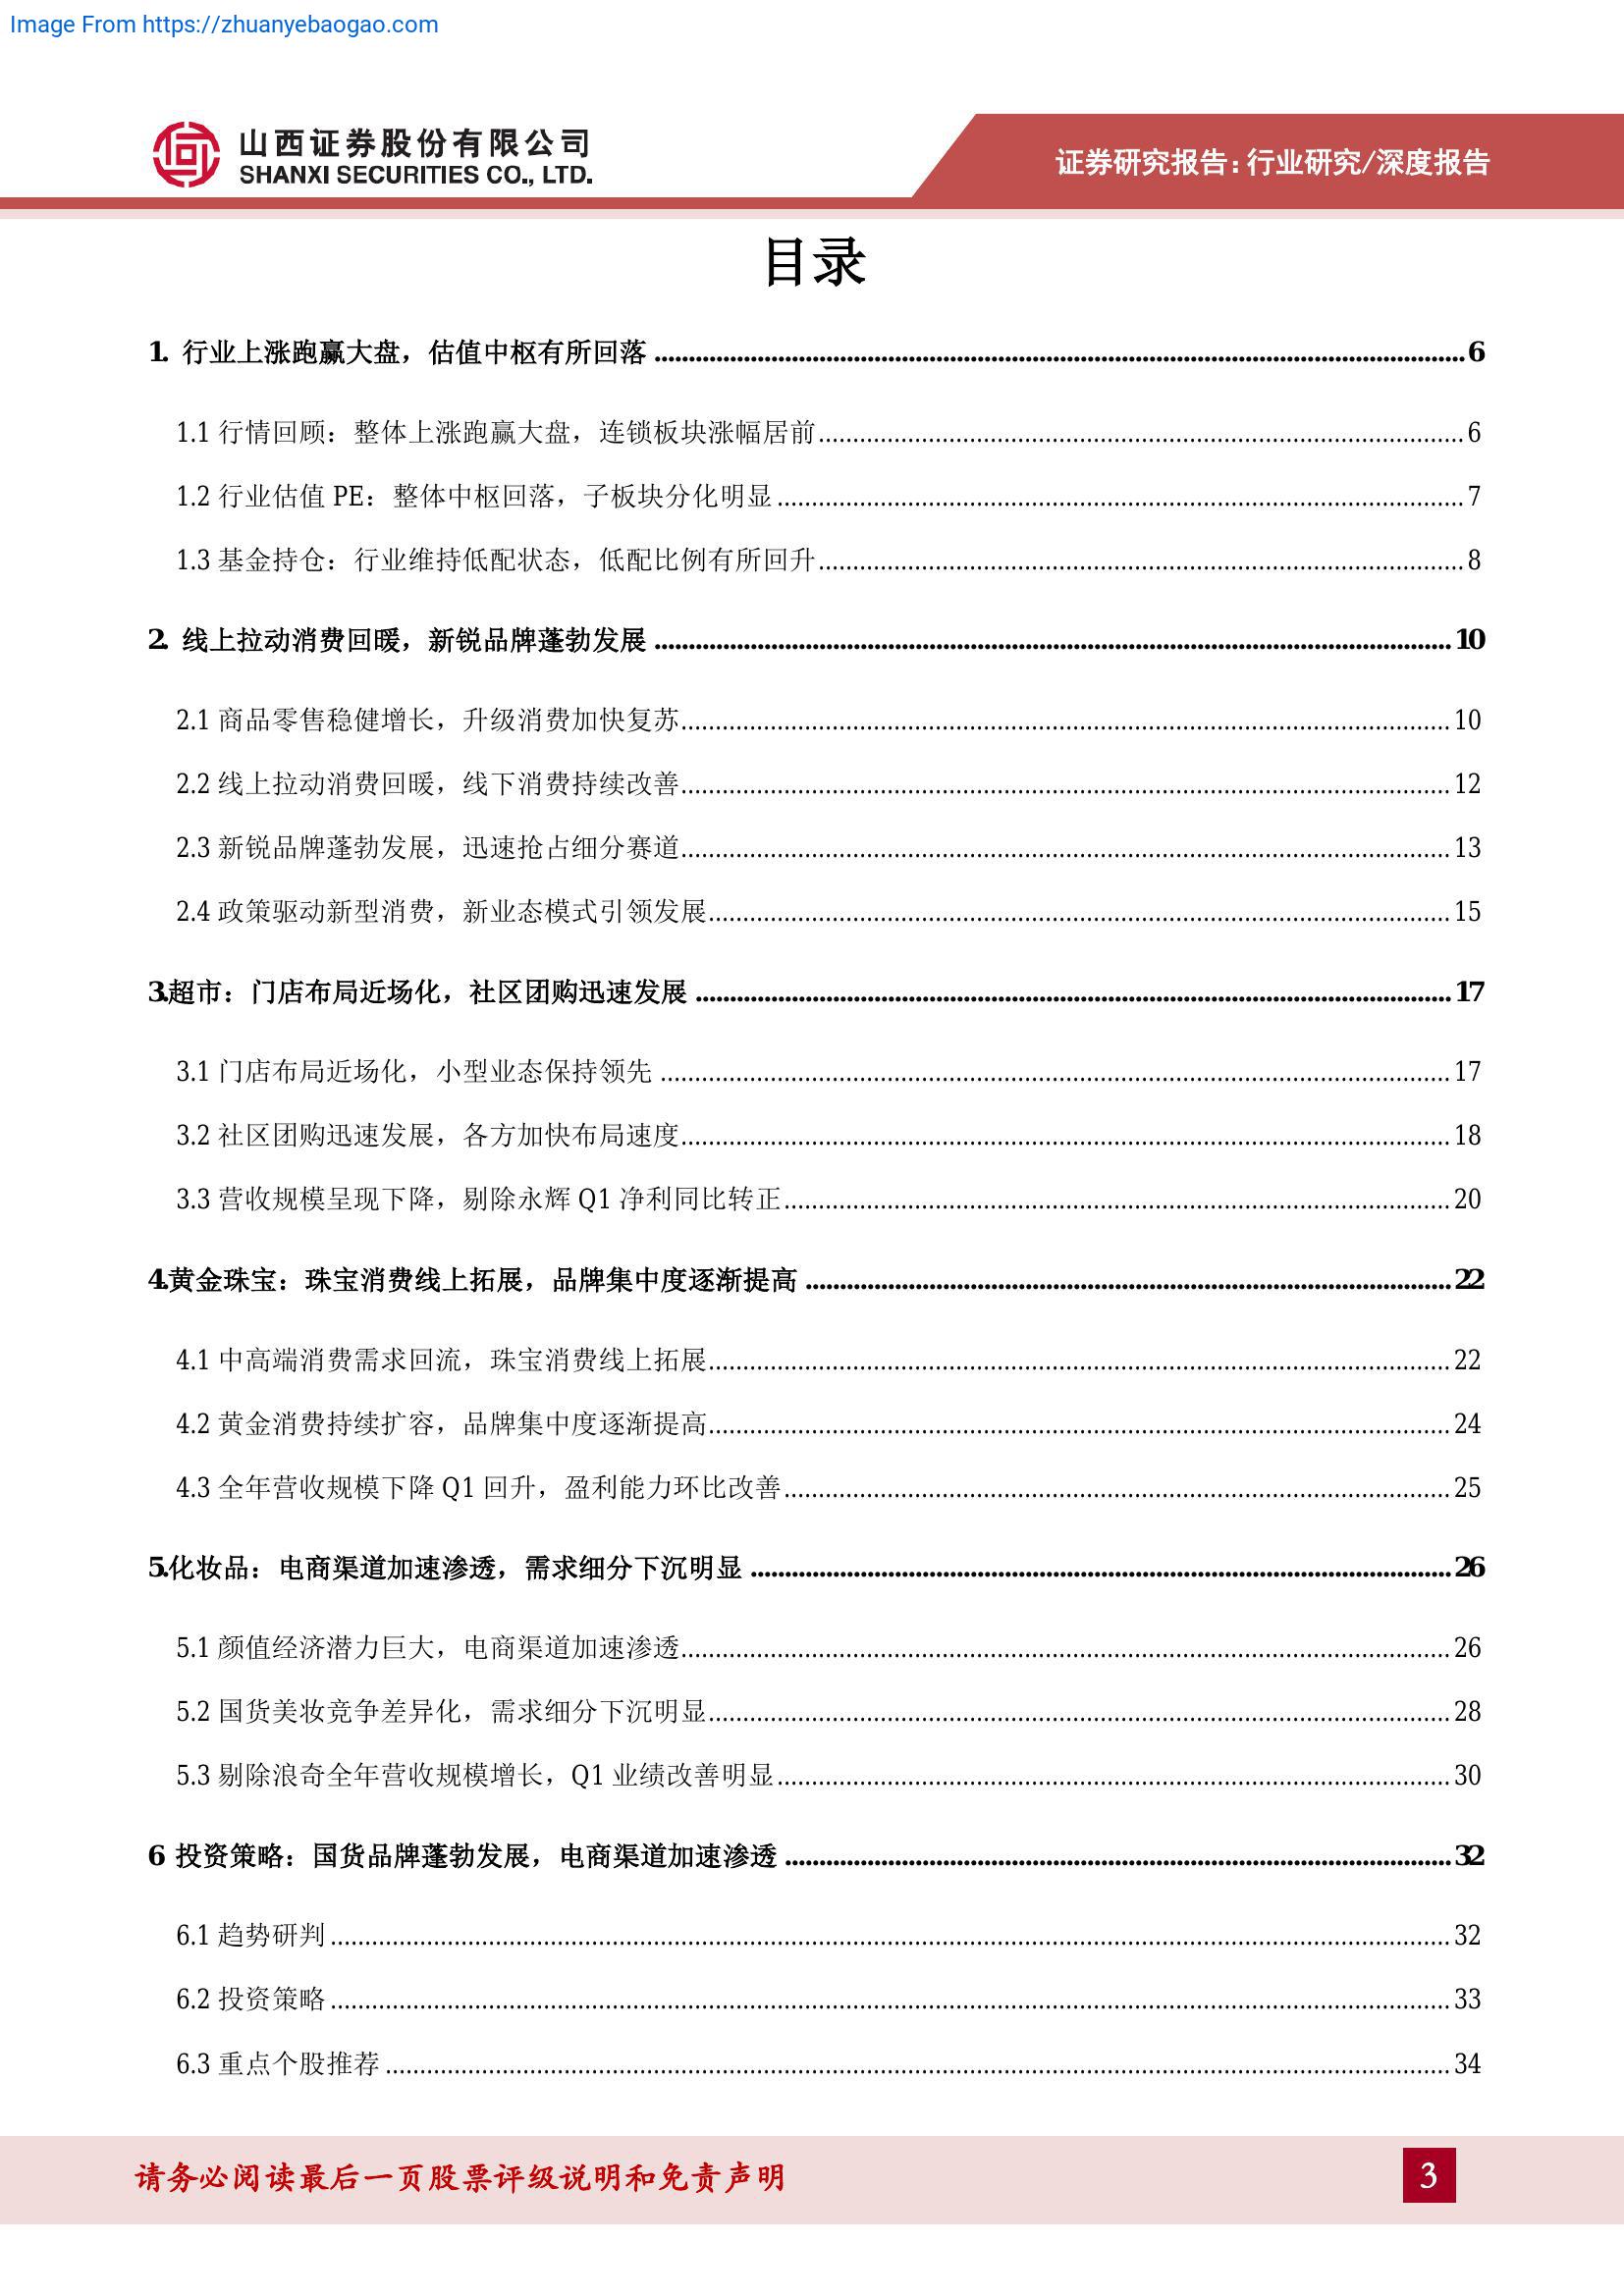 Image From https://zhuanyebaogao.com
山西证券股份有限公司
SHANXI SECURITIES CO., LTD.
证券研究报告:行业研究/深度报告
目录
1. 行业上涨跑赢大盘，估值中枢有所回落 6
1.1 行情回顾：整体上涨跑赢大盘，连锁板块涨幅居前 6
1.2 行业估值 PE：整体中枢回落，子板块分化明显 7
1.3 基金持仓：行业维持低配状态，低配比例有所回升 8
2. 线上拉动消费回暖，新锐品牌蓬勃发展 10
2.1 商品零售稳健增长，升级消费加快复苏 10
2.2 线上拉动消费回暖，线下消费持续改善 12
2.3 新锐品牌蓬勃发展，迅速抢占细分赛道 13
2.4 政策驱动新型消费，新业态模式引领发展 15
3.超市：门店布局近场化，社区团购迅速发展 17
3.1 门店布局近场化，小型业态保持领先 17
3.2 社区团购迅速发展，各方加快布局速度 18
3.3 营收规模呈现下降，剔除永辉 Q1 净利同比转正 20
4.黄金珠宝：珠宝消费线上拓展，品牌集中度逐渐提高 22
4.1 中高端消费需求回流，珠宝消费线上拓展 22
4.2 黄金消费持续扩容，品牌集中度逐渐提高 24
4.3 全年营收规模下降 Q1 回升，盈利能力环比改善 25
5.化妆品：电商渠道加速渗透，需求细分下沉明显 26
5.1 颜值经济潜力巨大，电商渠道加速渗透 26
5.2 国货美妆竞争差异化，需求细分下沉明显 28
5.3 剔除浪奇全年营收规模增长，Q1 业绩改善明显 30
6 投资策略：国货品牌蓬勃发展，电商渠道加速渗透 32
6.1 趋势研判 32
6.2 投资策略 33
6.3 重点个股推荐 34
请务必阅读最后一页股票评级说明和免责声明
3